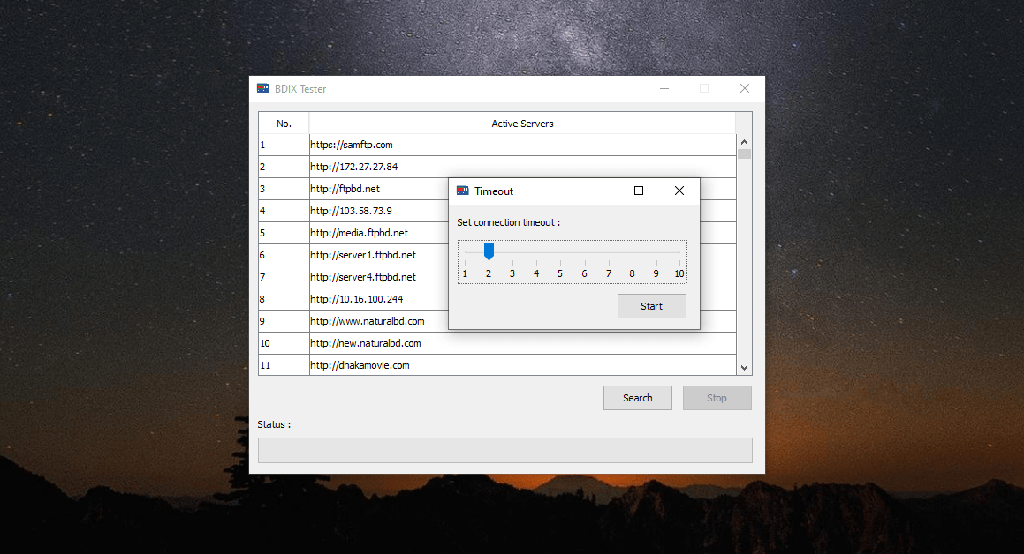 BDIX Tester
No. Active Servers
1 https://samftp.com
2 http://172.27.27.84
3 http://ftpbd.net
4 http://103.58.73.9
5 http://media.ftpbd.net
6 http://server1.ftpbd.net
7 http://server4.ftpbd.net
8 http://10.16.100.244
9 http://www.naturalbd.com
10 http://new.naturalbd.com
11 http://dhakamovie.com
Timeout
Set connection timeout :
1 2 3 4 5 6 7 8 9 10
Start
Search Stop
Status :